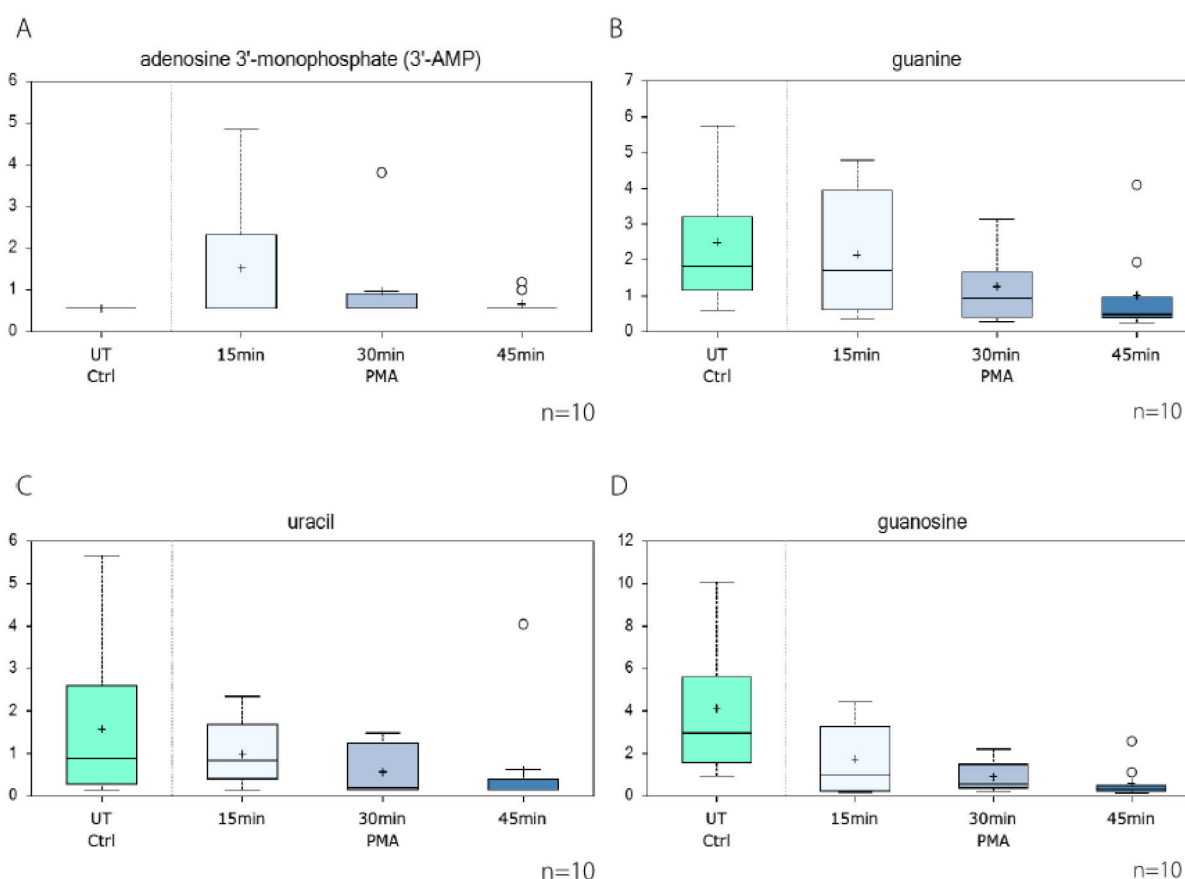 A
adenosine 3'-monophosphate (3'-AMP)
6
5
4
3
2
1
0
UT
Ctrl
15min
30min
PMA
45min
n=10
B
guanine
7
6
5
4
3
2
1
0
UT
Ctrl
15min
30min
PMA
45min
n=10
C
uracil
6
5
4
3
2
1
0
UT
Ctrl
15min
30min
PMA
45min
n=10
D
guanosine
12
10
8
6
4
2
0
UT
Ctrl
15min
30min
PMA
45min
n=10